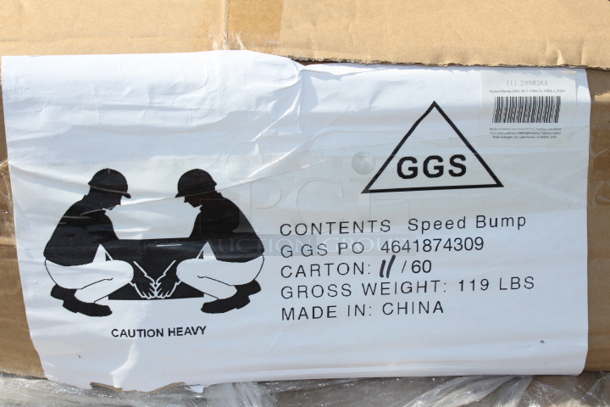 GGS
CONTENTS Speed Bump
GGS PO 4641874309
CARTON: 11/60
GROSS WEIGHT: 119 LBS
MADE IN: CHINA
CAUTION HEAVY